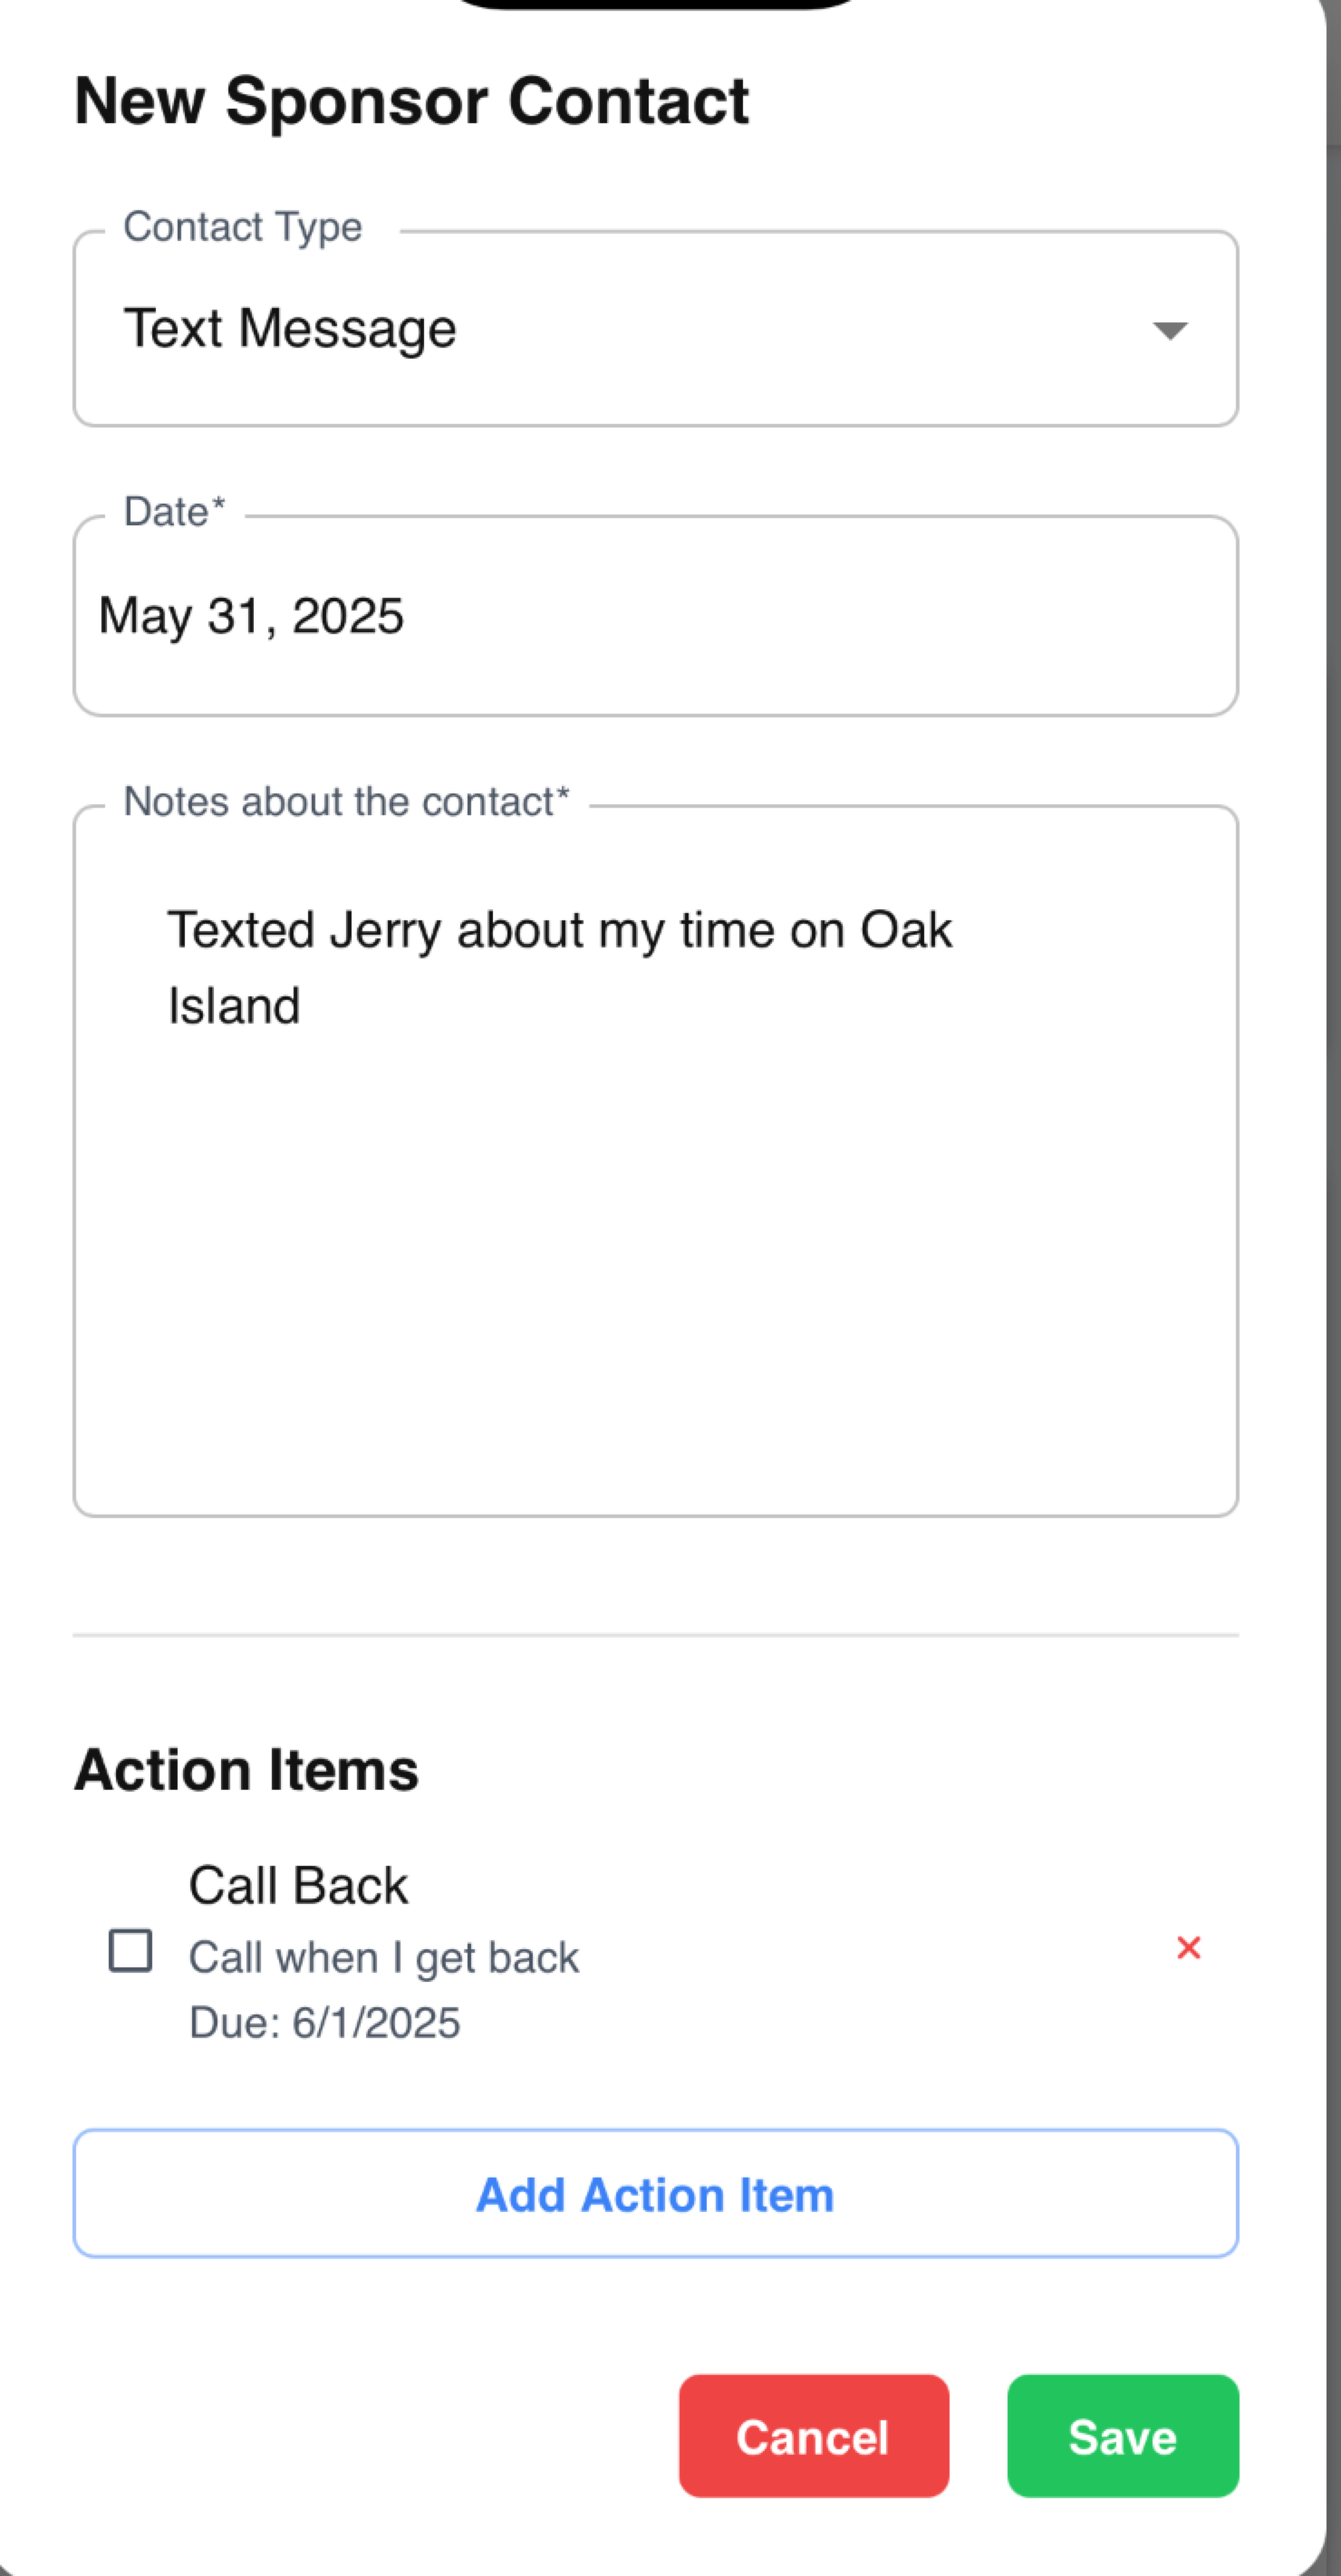 New Sponsor Contact
Contact Type
Text Message
Date*
May 31, 2025
Notes about the contact*
Texted Jerry about my time on Oak
Island
Action Items
Call Back
Call when I get back
Due: 6/1/2025
Add Action Item
Cancel
Save